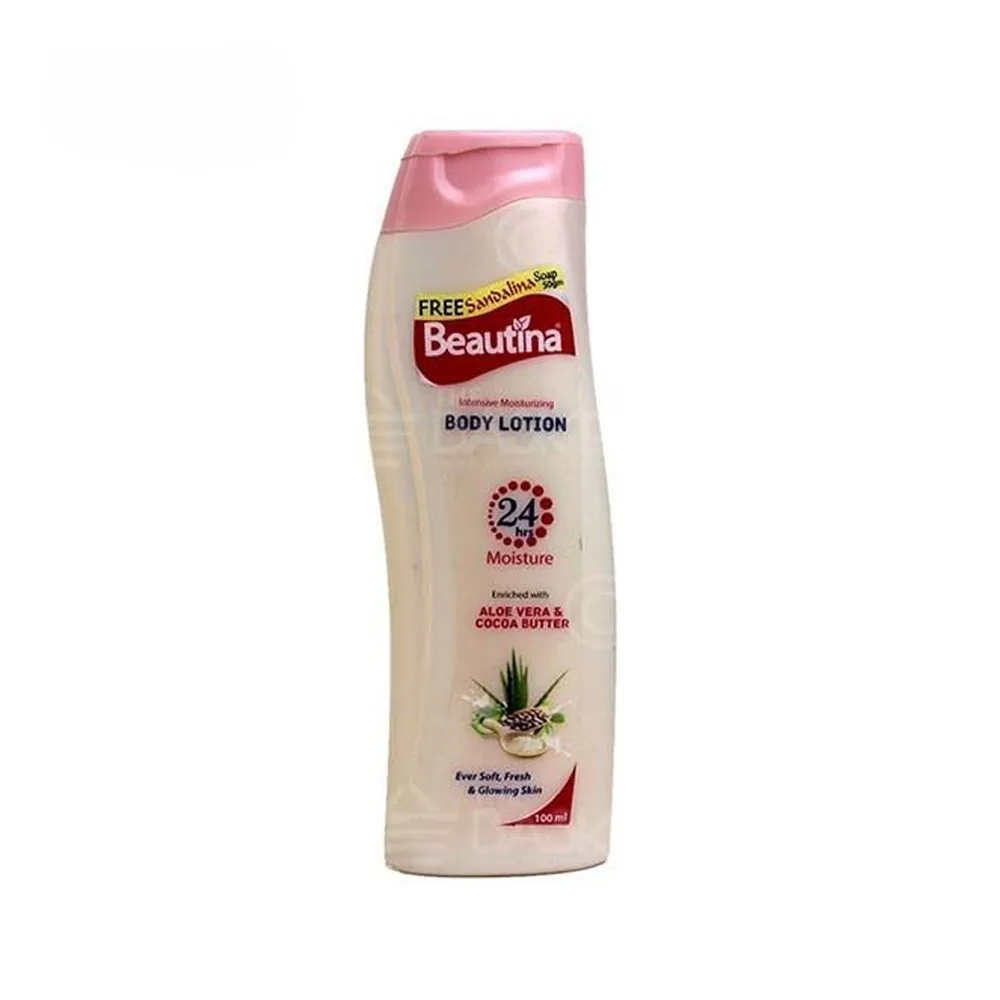 FREE Sandalina Soap 50gm
Beautina®
Intensive Moisturizing
BODY LOTION
24
hrs
Moisture
Enriched with
ALOE VERA &
COCOA BUTTER
Ever Soft, Fresh
& Glowing Skin
100 ml